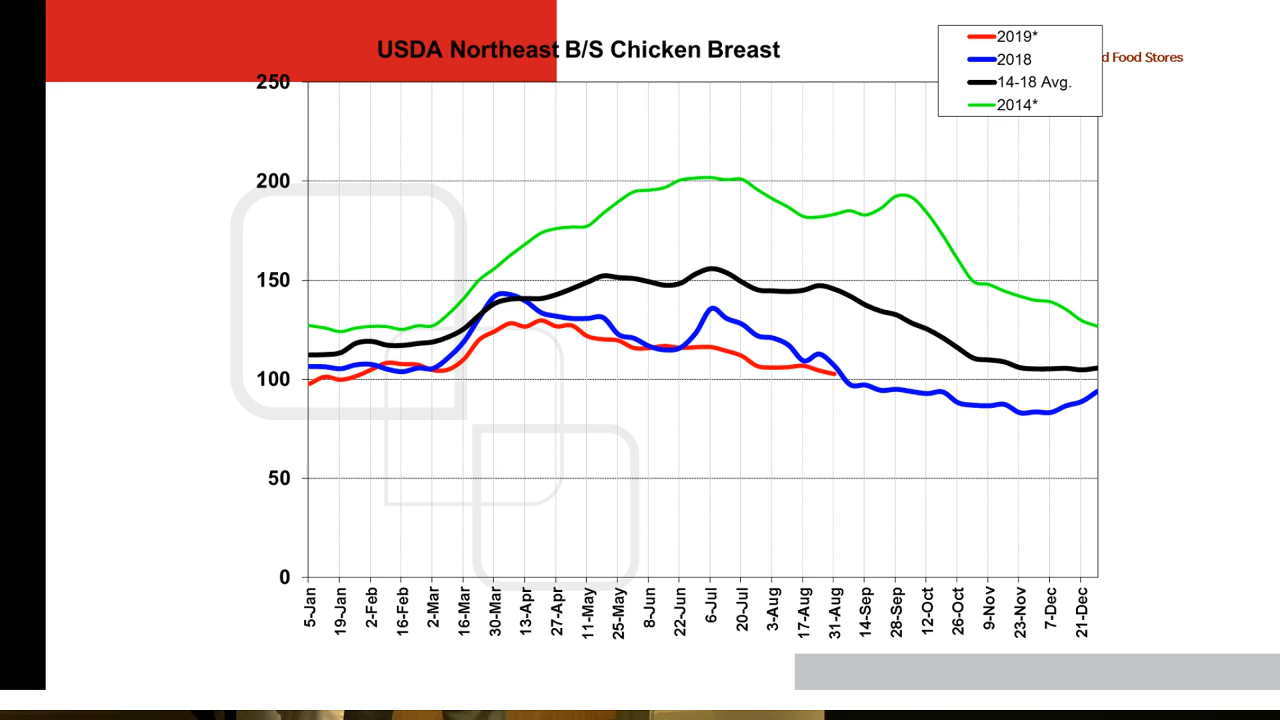 USDA Northeast B/S Chicken Breast
2019*
2018
14-18 Avg.
2014*
d Food Stores
250
200
150
100
50
0
5-Jan
19-Jan
2-Feb
16-Feb
2-Mar
16-Mar
30-Mar
13-Apr
27-Apr
11-May
25-May
8-Jun
22-Jun
6-Jul
20-Jul
3-Aug
17-Aug
31-Aug
14-Sep
28-Sep
12-Oct
26-Oct
9-Nov
23-Nov
7-Dec
21-Dec